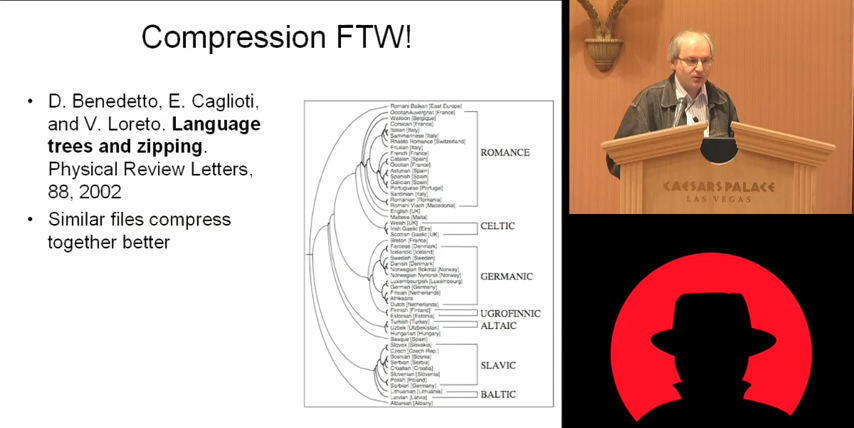 Compression FTW!
• D. Benedetto, E. Caglioti,
and V. Loreto. Language
trees and zipping.
Physical Review Letters,
88, 2002
• Similar files compress
together better
Romani Balkan [East Europe]
OccitanAuvergnat [France]
Walloon [Belgique]
Corsican [France]
Italian [Italy]
Sammarinese [Italy]
Rhaeto Romance [Switzerland]
Friulian [Italy]
French [France]
Catalan [Spain]
Occitan [France]
Asturian [Spain]
Spanish [Spain]
Galician [Spain]
Portuguese [Portugal]
Sardinian [Italy]
Romanian [Romania]
Romani Vlach [Macedonia]
ROMANCE
English [UK]
Maltese [Malta]
Welsh [UK]
Irish Gaelic [Eire]
Scottish Gaelic [UK]
CELTIC
Breton [France]
Faroese [Denmark]
Icelandic [Iceland]
Swedish [Sweden]
Danish [Denmark]
Norwegian Bokmal [Norway]
Norwegian Nynorsk [Norway]
Luxembourgish [Luxembourg]
German [Germany]
Frisian [Netherlands]
Afrikaans
Dutch [Netherlands]
GERMANIC
Finnish [Finland]
Estonian [Estonia]
UGROFINNIC
Turkish [Turkey]
Uzbek [Utzbekistan]
ALTAIC
Hungarian [Hungary]
Basque [Spain]
Slovak [Slovakia]
Czech [Czech Rep.]
Bosnian [Bosnia]
Serbian [Serbia]
Croatian [Croatia]
Slovenian [Slovenia]
Polish [Poland]
Sorbian [Germany]
SLAVIC
Lithuanian [Lithuania]
Latvian [Latvia]
BALTIC
Albanian [Albany]
CAESARS PALACE
LAS VEGAS